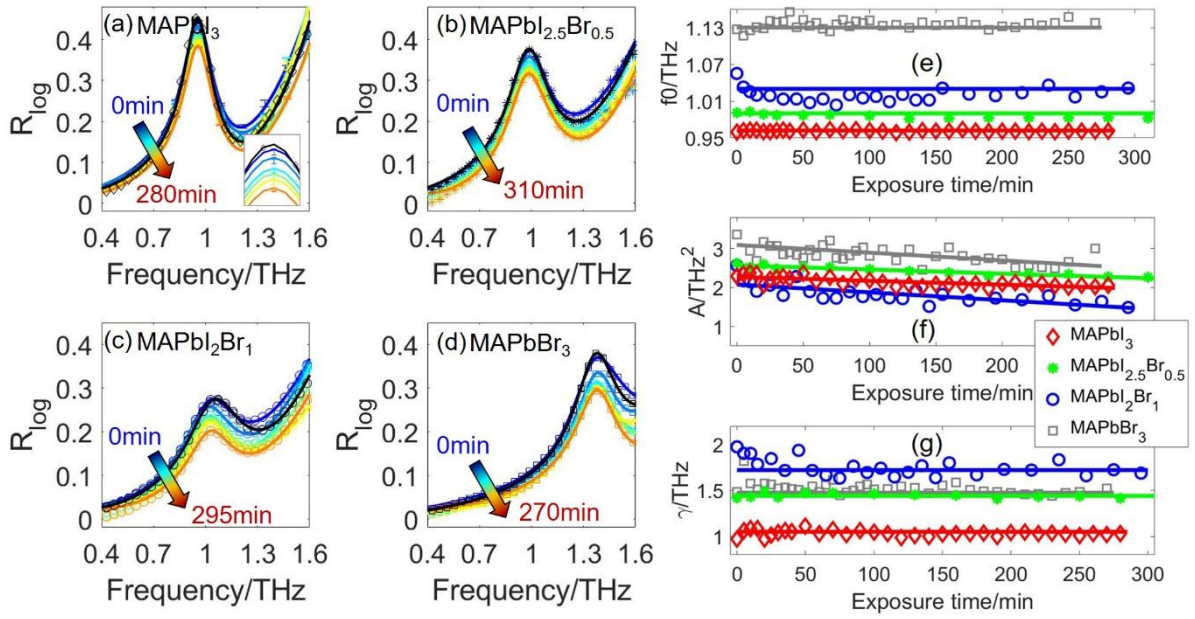 (a) MAPbI3
0.4
0.3
0.2
0.1
0
R_log
0min
280min
0.4 0.7 1 1.3 1.6
Frequency/THz
(b) MAPbI2.5Br0.5
0.4
0.3
0.2
0.1
0
R_log
0min
310min
0.4 0.7 1 1.3 1.6
Frequency/THz
(c) MAPbI2Br1
0.4
0.3
0.2
0.1
0
R_log
0min
295min
0.4 0.7 1 1.3 1.6
Frequency/THz
(d) MAPbBr3
0.4
0.3
0.2
0.1
0
R_log
0min
270min
0.4 0.7 1 1.3 1.6
Frequency/THz
(e)
1.13
1.07
1.01
0.95
f0/THz
0 50 100 150 200 250 300
Exposure time/min
(f)
3
2
1
A/THz²
0 50 100 150 200
Exposure time/min
MAPbI3
MAPbI2.5Br0.5
MAPbI2Br1
MAPbBr3
(g)
2
1.5
1
γ/THz
0 50 100 150 200 250 300
Exposure time/min